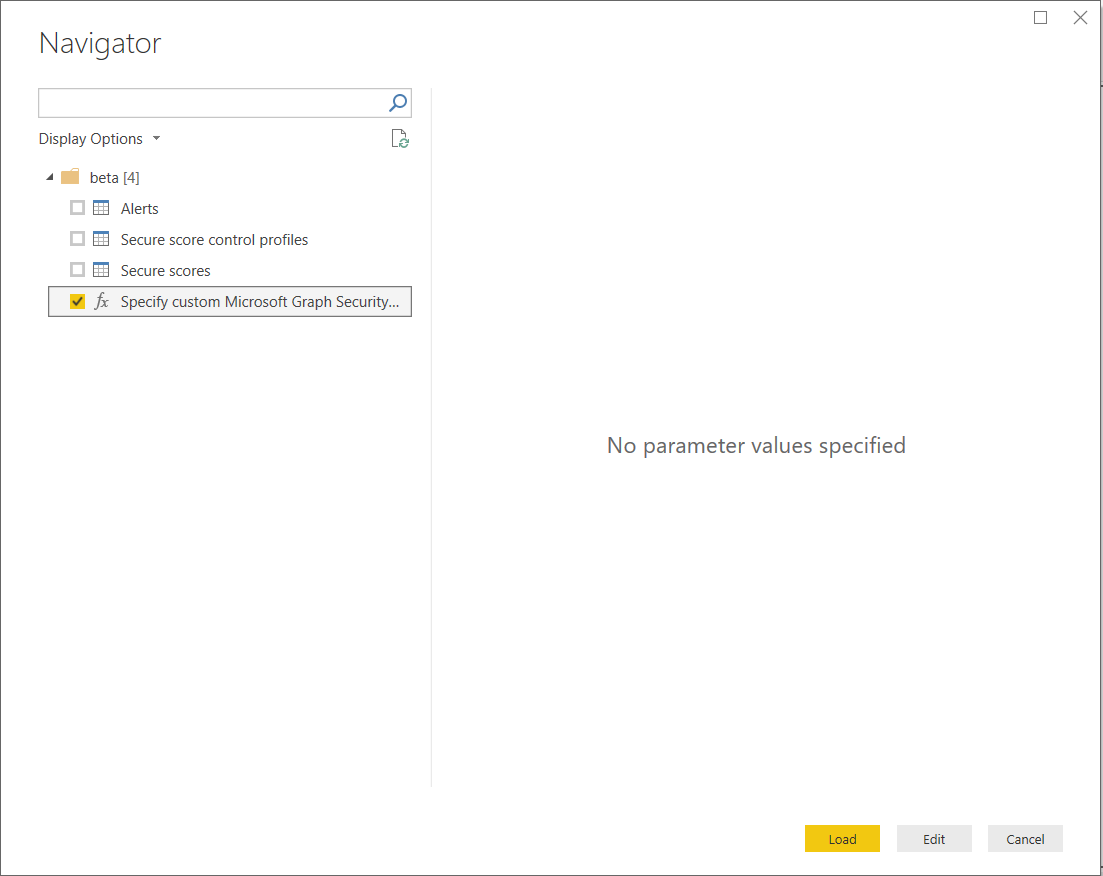 Navigator
Display Options
beta [4]
Alerts
Secure score control profiles
Secure scores
fx Specify custom Microsoft Graph Security...
No parameter values specified
Load
Edit
Cancel